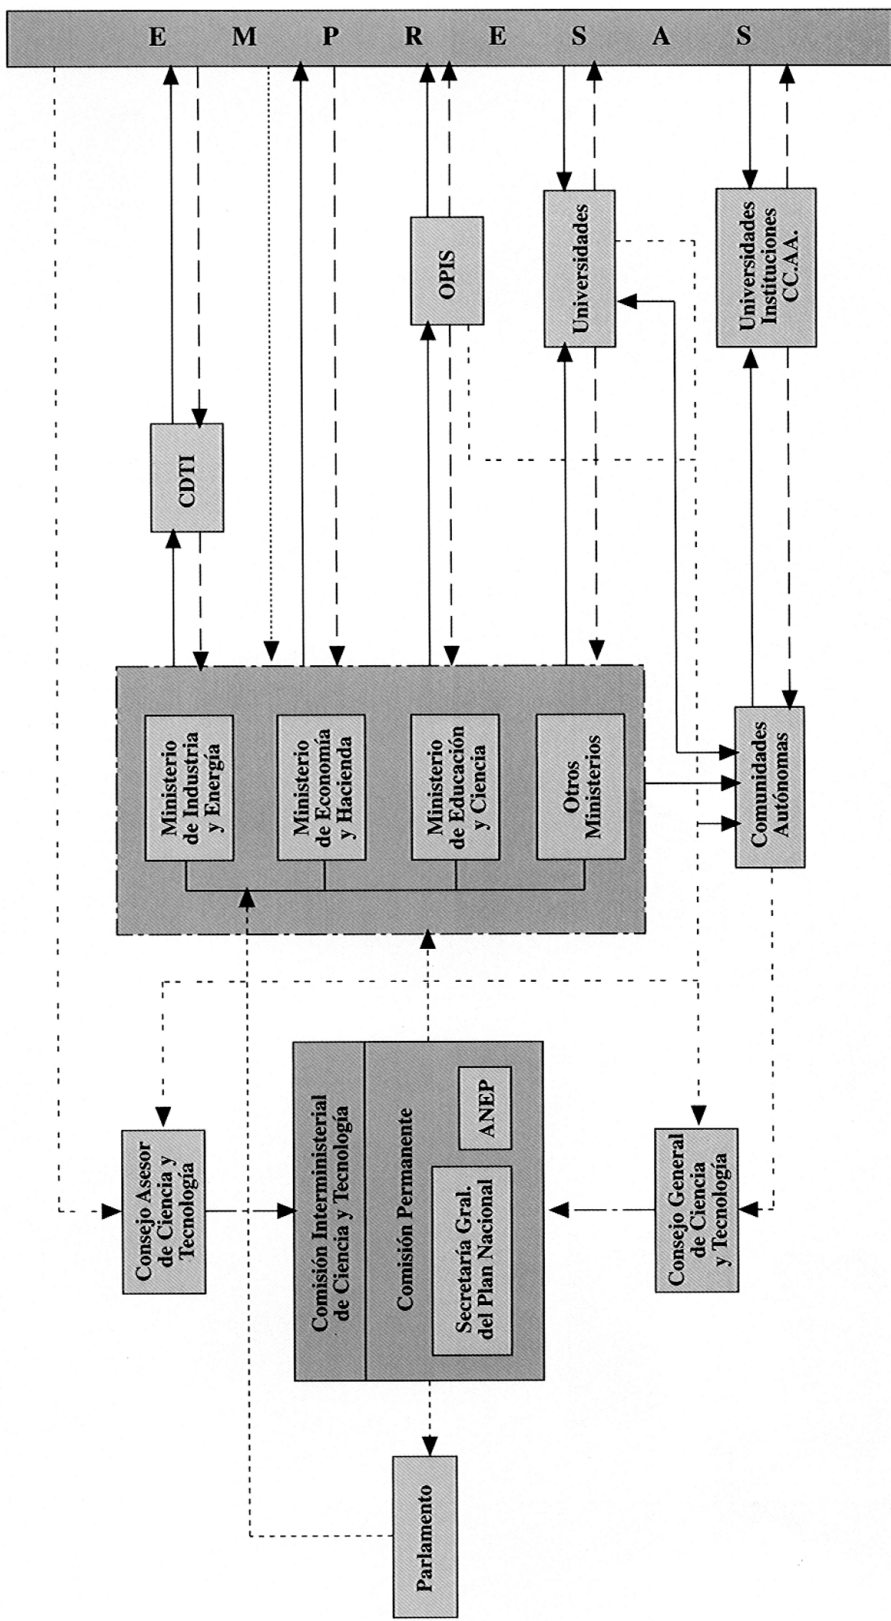 E M P R E S A S
CDTI
OPIS
Universidades
Universidades
Instituciones
CC.AA.
Ministerio
de Industria
y Energía
Ministerio
de Economía
y Hacienda
Ministerio
de Educación
y Ciencia
Otros
Ministerios
Comunidades
Autónomas
Consejo Asesor
de Ciencia y
Tecnología
Comisión Interministerial
de Ciencia y Tecnología
Comisión Permanente
ANEP
Secretaría Gral.
del Plan Nacional
Consejo General
de Ciencia
y Tecnología
Parlamento